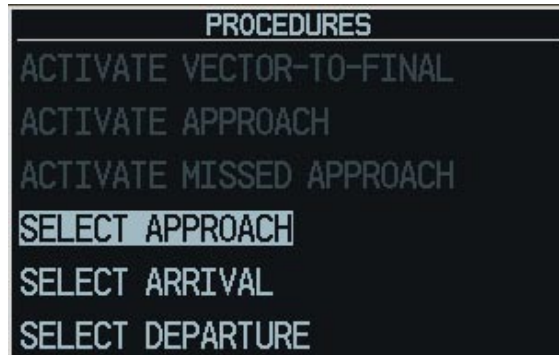 PROCEDURES
ACTIVATE VECTOR-TO-FINAL
ACTIVATE APPROACH
ACTIVATE MISSED APPROACH
SELECT APPROACH
SELECT ARRIVAL
SELECT DEPARTURE